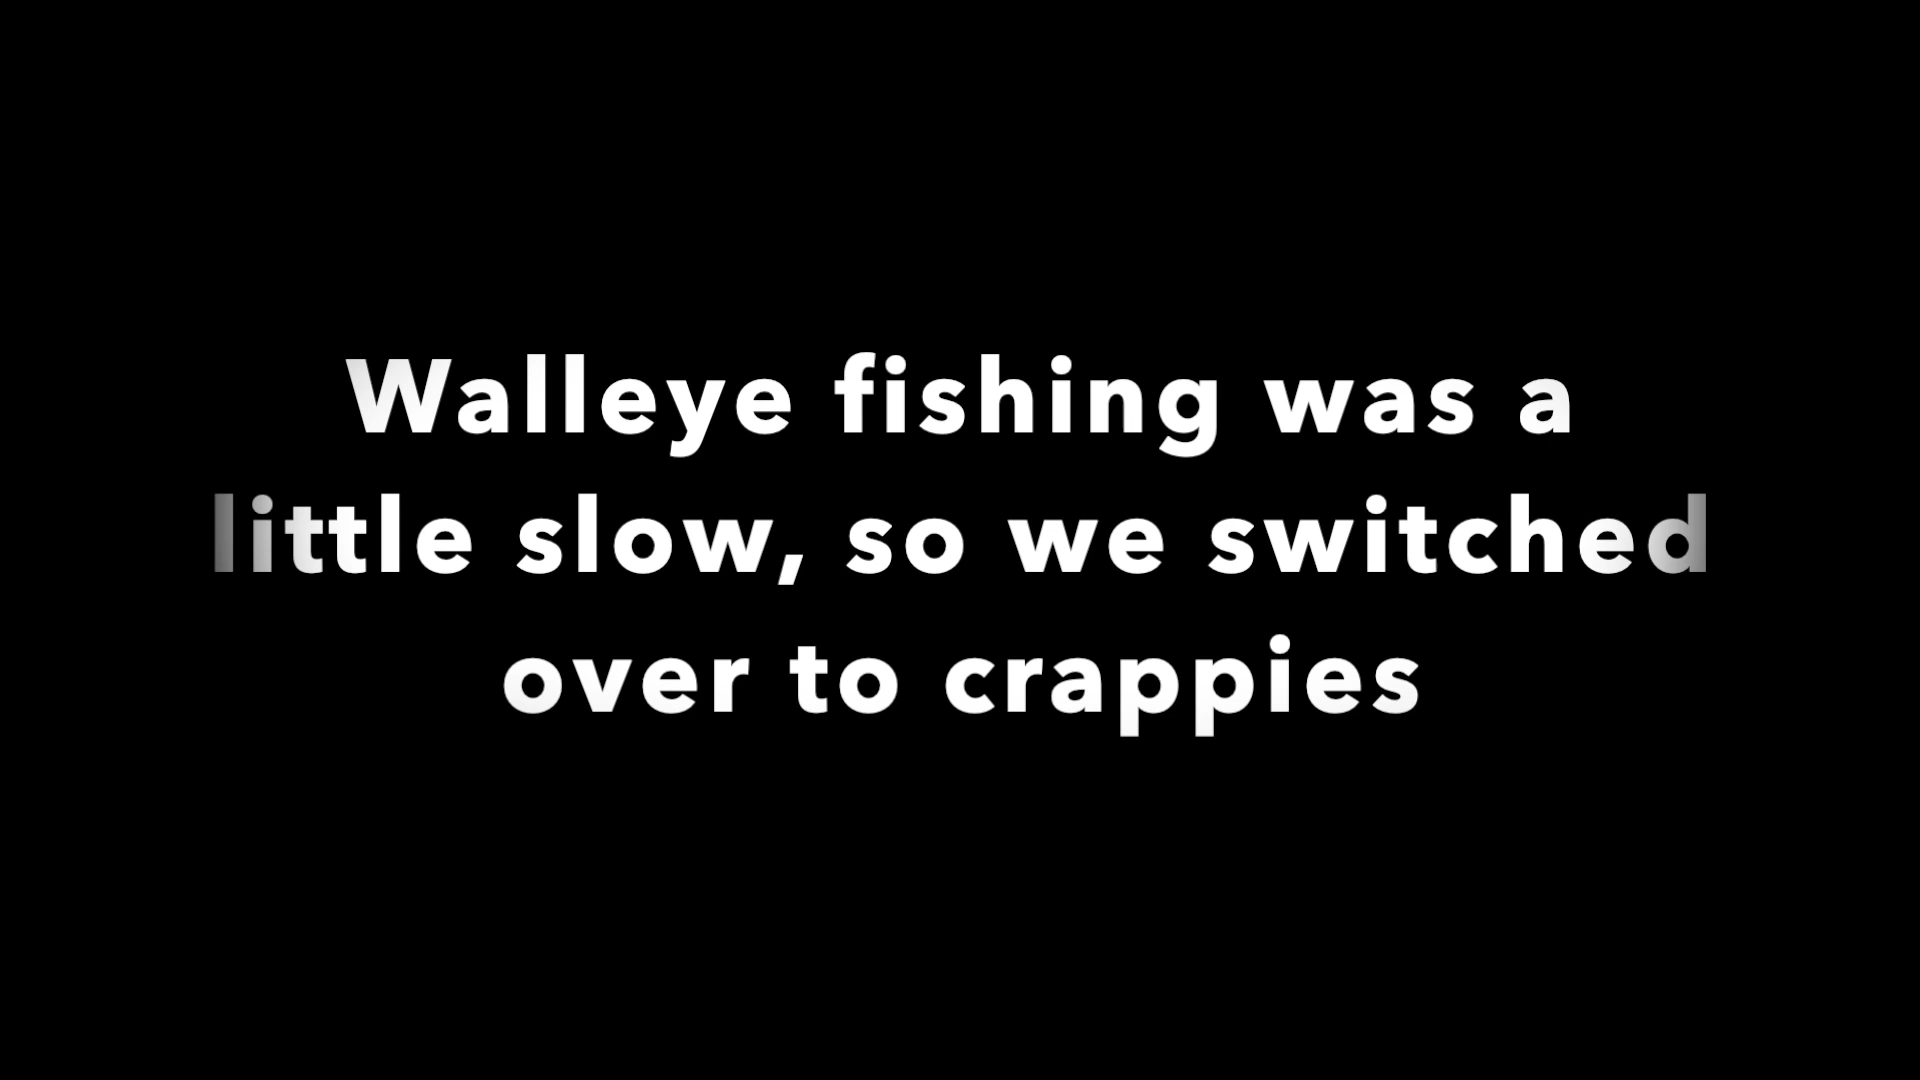 Walleye fishing was a
little slow, so we switched
over to crappies